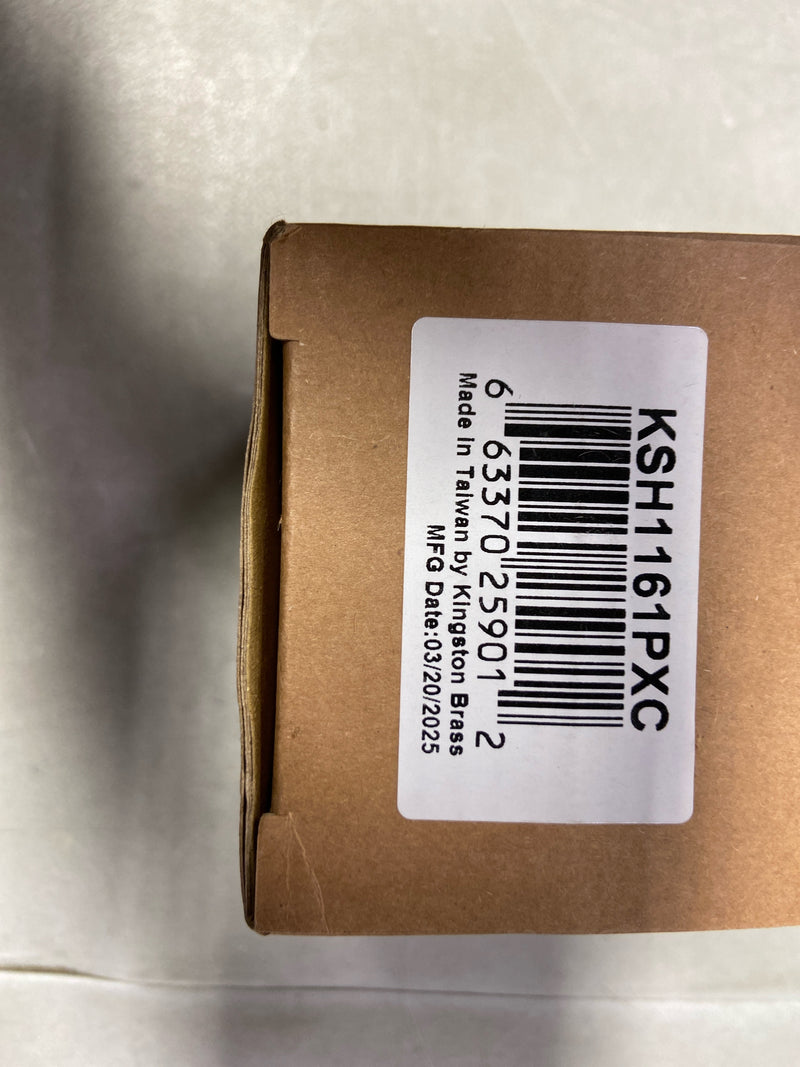 KSH1161PXC
6 63370 25901 2
Made in Taiwan by Kingston Brass
MFG Date:03/20/2025